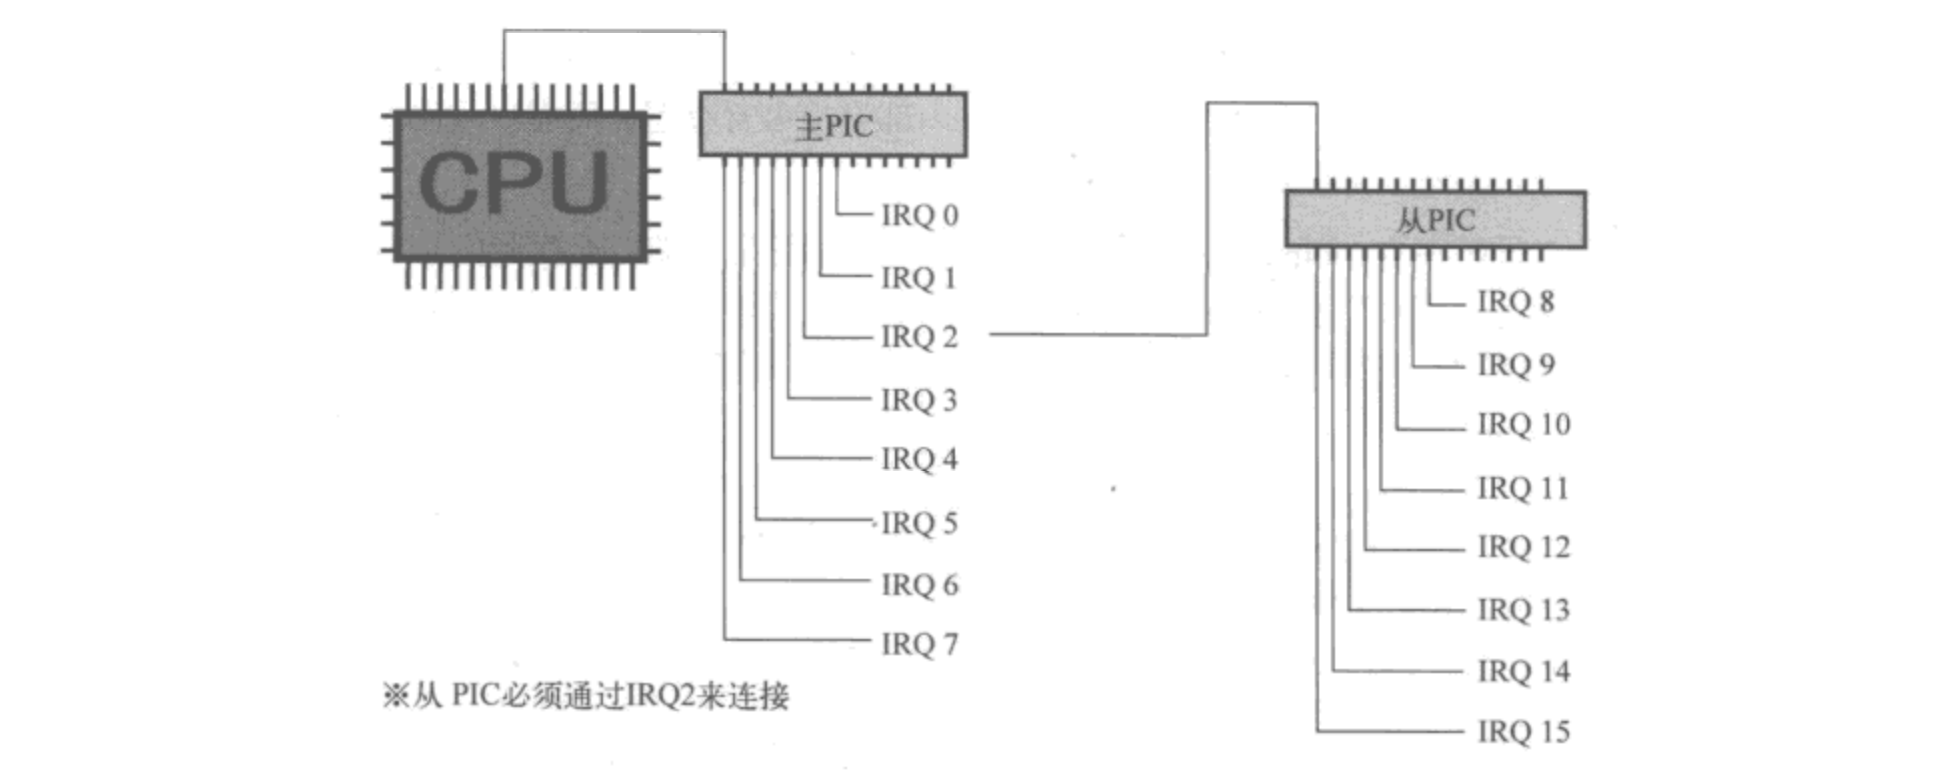 CPU
主PIC
IRQ 0
IRQ 1
IRQ 2
IRQ 3
IRQ 4
IRQ 5
IRQ 6
IRQ 7
从PIC
IRQ 8
IRQ 9
IRQ 10
IRQ 11
IRQ 12
IRQ 13
IRQ 14
IRQ 15
※从 PIC必须通过IRQ2来连接